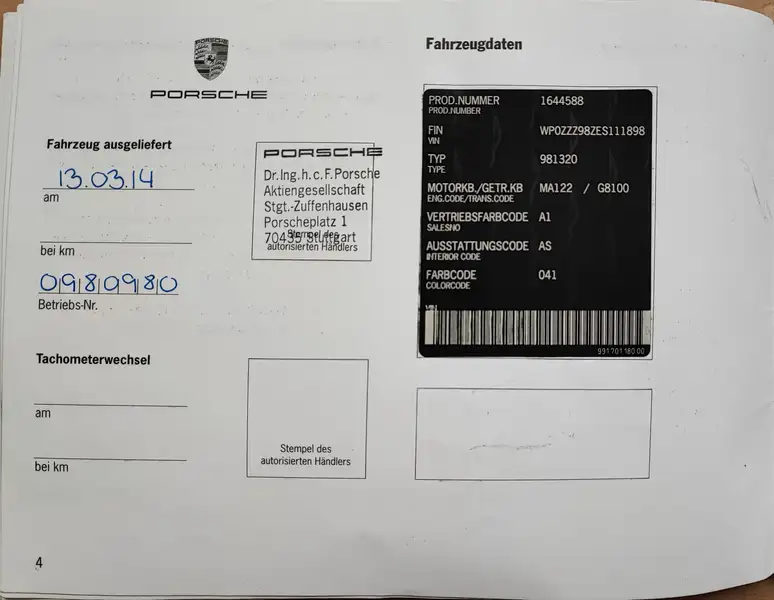 PORSCHE
Fahrzeug ausgeliefert
13.03.14
am
bei km
0980980
Betriebs-Nr.
PORSCHE
Dr.Ing.h.c.F.Porsche
Aktiengesellschaft
Stgt.-Zuffenhausen
Porscheplatz 1
70435 Stuttgart
Stempel des
autorisierten Händlers
Tachometerwechsel
am
bei km
Stempel des
autorisierten Händlers
4
Fahrzeugdaten
PROD.NUMMER 1644588
PROD.NUMBER
FIN WP0ZZZ98ZES111898
VIN
TYP 981320
TYPE
MOTORKB./GETR.KB MA122 / G8100
ENG.CODE/TRANS.CODE
VERTRIEBSFARBCODE A1
SALESNO
AUSSTATTUNGSCODE AS
INTERIOR CODE
FARBCODE 041
COLORCODE
VIN
991 701 180 00